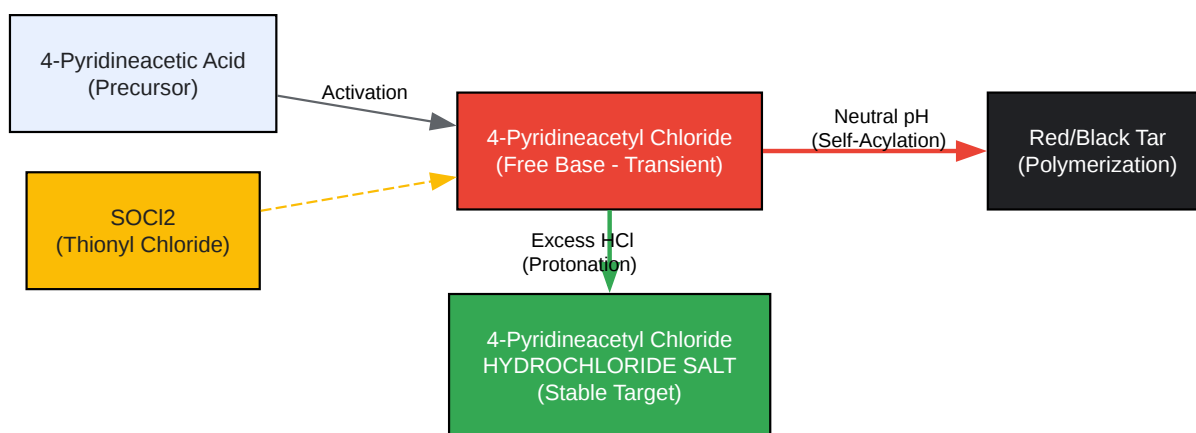 4-Pyridineacetic Acid
(Precursor)
Activation
SOCl2
(Thionyl Chloride)
4-Pyridineacetyl Chloride
(Free Base - Transient)
Neutral pH
(Self-Acylation)
Red/Black Tar
(Polymerization)
Excess HCl
(Protonation)
4-Pyridineacetyl Chloride
HYDROCHLORIDE SALT
(Stable Target)